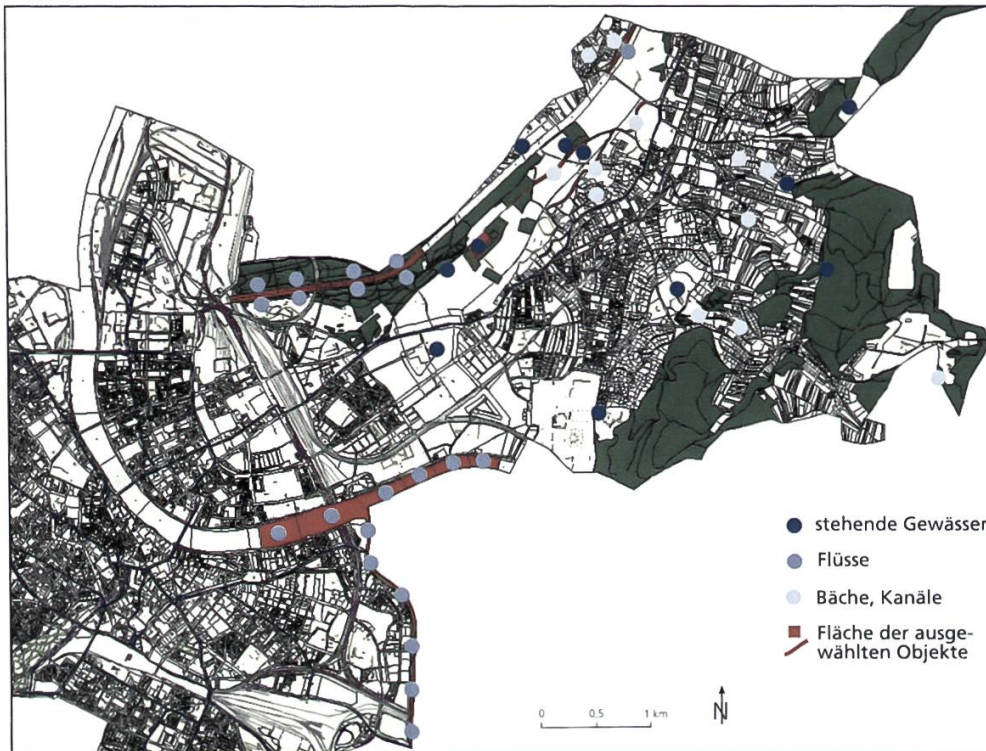 stehende Gewässer
Flüsse
Bäche, Kanäle
Fläche der ausge-
wählten Objekte
0 0,5 1 km
N